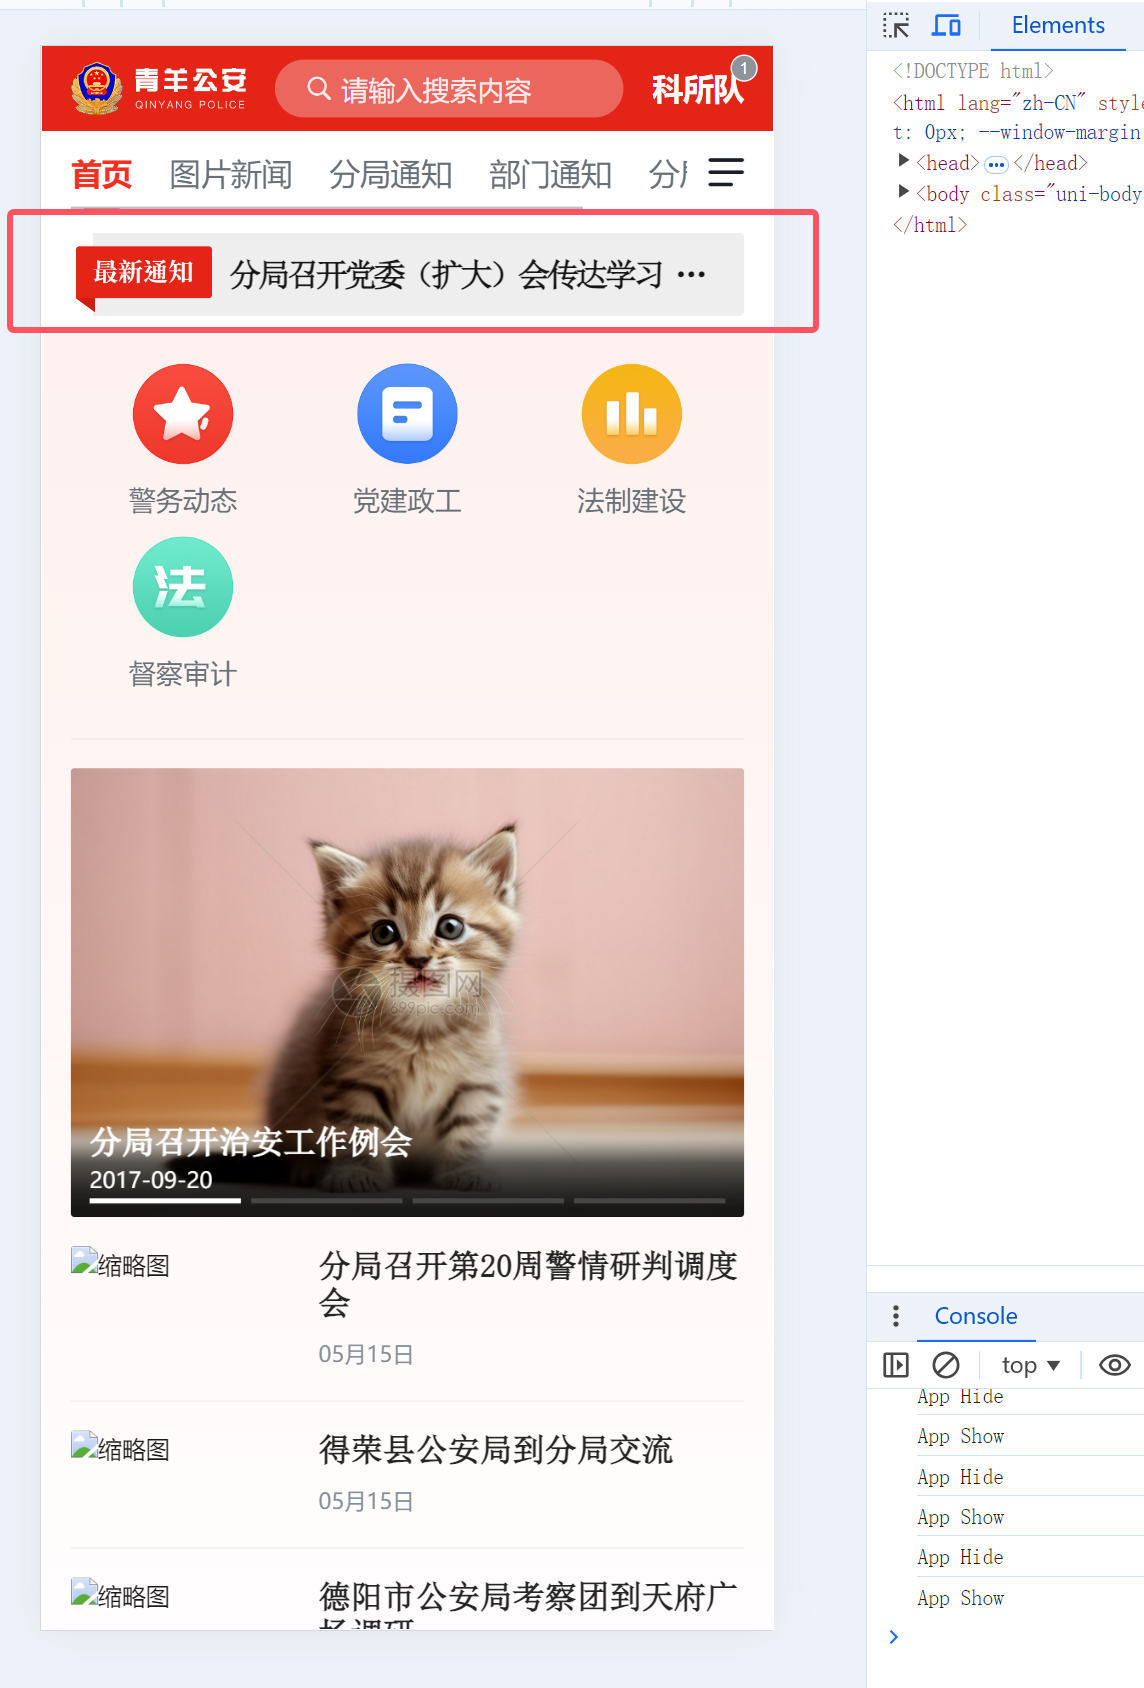 青羊公安
QINYANG POLICE
请输入搜索内容
科所队
1
首页 图片新闻 分局通知 部门通知
最新通知
分局召开党委（扩大）会传达学习 ···
警务动态 党建政工 法制建设
法
督察审计
摄图网
699pic.com
分局召开治安工作例会
2017-09-20
缩略图
分局召开第20周警情研判调度
会
05月15日
缩略图
得荣县公安局到分局交流
05月15日
缩略图
德阳市公安局考察团到天府广
Elements
<!DOCTYPE html>
<html lang="zh-CN" style
t: 0px; --window-margin
<head>···</head>
<body class="uni-body
</html>
Console
top
App Hide
App Show
App Hide
App Show
App Hide
App Show